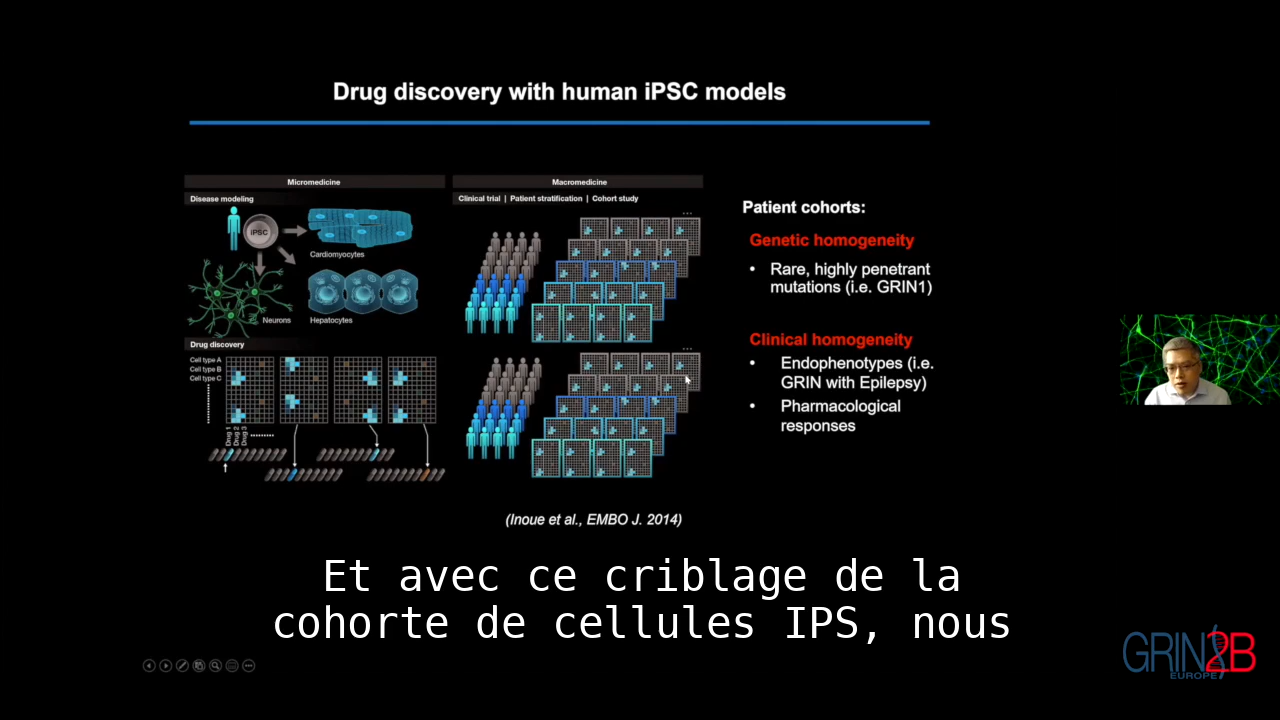 Drug discovery with human iPSC models
Micromedicine
Disease modeling
iPSC
Cardiomyocytes
Neurons
Hepatocytes
Drug discovery
Cell type A
Cell type B
Cell type C
Drug 1
Drug 2
Drug 3
Macromedicine
Clinical trial | Patient stratification | Cohort study
Patient cohorts:
Genetic homogeneity
• Rare, highly penetrant
mutations (i.e. GRIN1)
Clinical homogeneity
• Endophenotypes (i.e.
GRIN with Epilepsy)
• Pharmacological
responses
(Inoue et al., EMBO J. 2014)
Et avec ce criblage de la
cohorte de cellules IPS, nous
GRIN2B
EUROPE